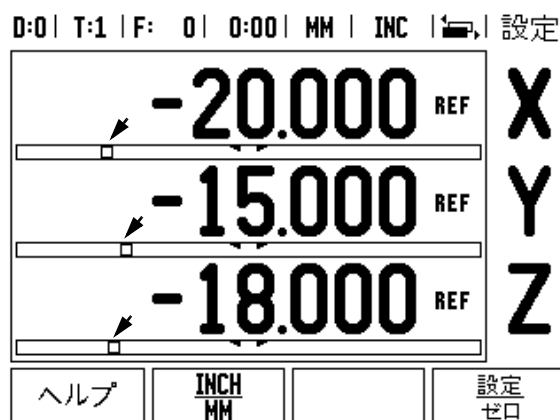 D:0 | T:1 | F: 0 | 0:00 | MM | INC | 設定
-20.000 REF X
-15.000 REF Y
-18.000 REF Z
ヘルプ INCH MM 設定 ゼロ